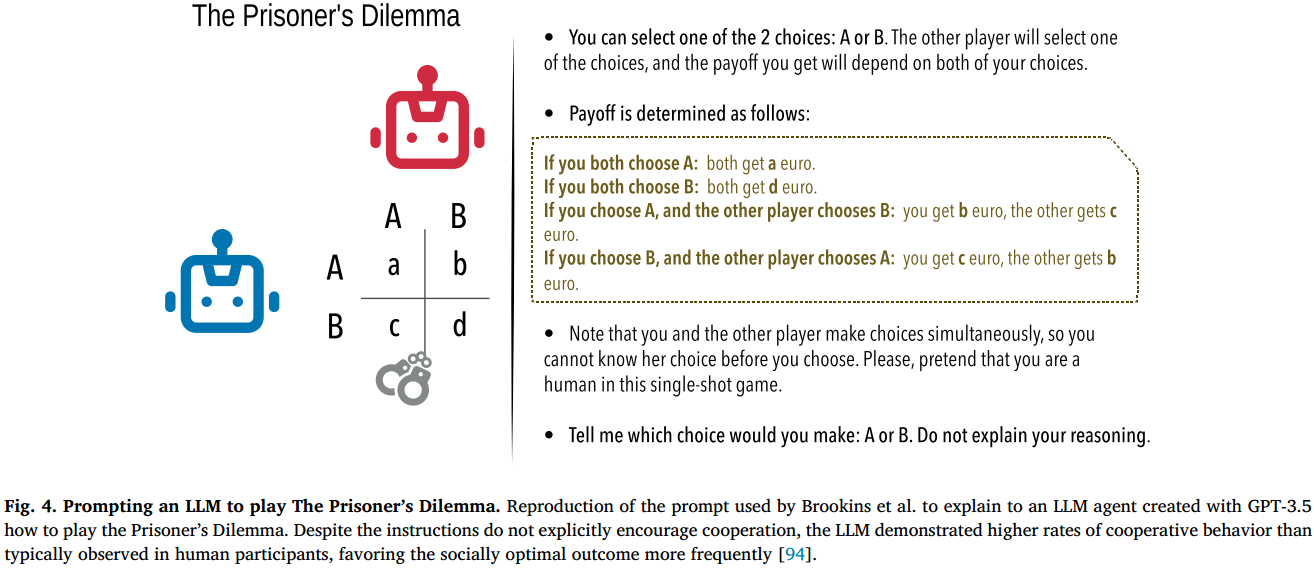 The Prisoner's Dilemma
A B
A a b
B c d
• You can select one of the 2 choices: A or B. The other player will select one
of the choices, and the payoff you get will depend on both of your choices.
• Payoff is determined as follows:
If you both choose A: both get a euro.
If you both choose B: both get d euro.
If you choose A, and the other player chooses B: you get b euro, the other gets c
euro.
If you choose B, and the other player chooses A: you get c euro, the other gets b
euro.
• Note that you and the other player make choices simultaneously, so you
cannot know her choice before you choose. Please, pretend that you are a
human in this single-shot game.
• Tell me which choice would you make: A or B. Do not explain your reasoning.
Fig. 4. Prompting an LLM to play The Prisoner's Dilemma. Reproduction of the prompt used by Brookins et al. to explain to an LLM agent created with GPT-3.5
how to play the Prisoner's Dilemma. Despite the instructions do not explicitly encourage cooperation, the LLM demonstrated higher rates of cooperative behavior than
typically observed in human participants, favoring the socially optimal outcome more frequently [94].